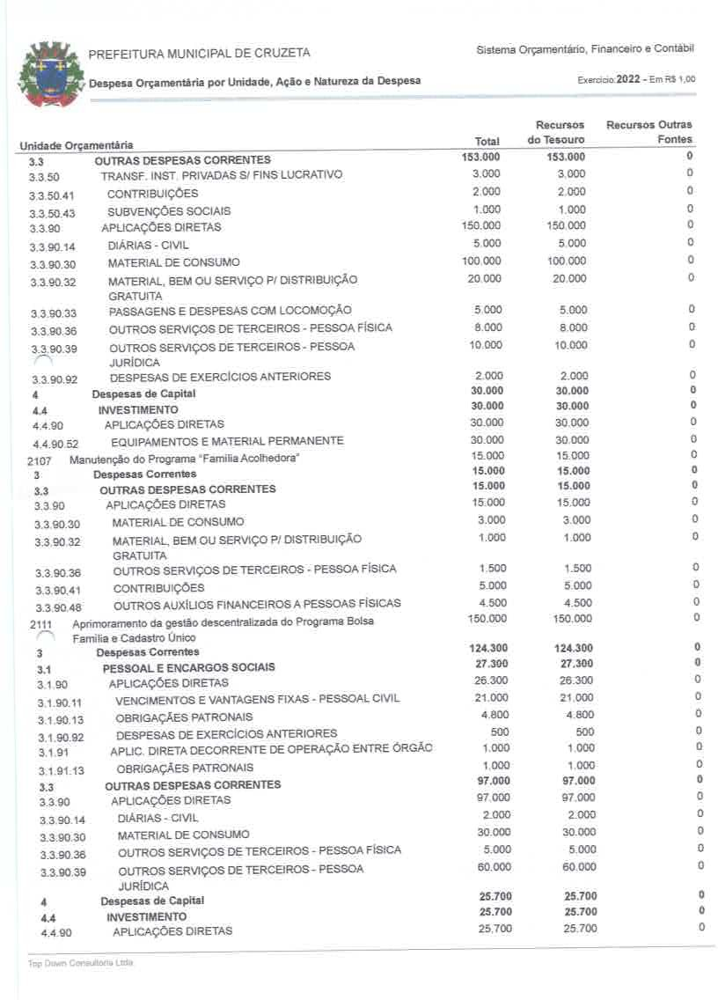 PREFEITURA MUNICIPAL DE CRUZETA
Sistema Orçamentário, Financeiro e Contábil
Despesa Orçamentária por Unidade, Ação e Natureza da Despesa
Exercício: 2022 - Em R$ 1,00
Unidade Orçamentária Total Recursos do Tesouro Recursos Outras Fontes
3.3 OUTRAS DESPESAS CORRENTES 153.000 153.000 0
3.3.50 TRANSF. INST. PRIVADAS S/ FINS LUCRATIVO 3.000 3.000 0
3.3.50.41 CONTRIBUIÇÕES 2.000 2.000 0
3.3.50.43 SUBVENÇÕES SOCIAIS 1.000 1.000 0
3.3.90 APLICAÇÕES DIRETAS 150.000 150.000 0
3.3.90.14 DIÁRIAS - CIVIL 5.000 5.000 0
3.3.90.30 MATERIAL DE CONSUMO 100.000 100.000 0
3.3.90.32 MATERIAL, BEM OU SERVIÇO P/ DISTRIBUIÇÃO 20.000 20.000 0
GRATUITA
3.3.90.33 PASSAGENS E DESPESAS COM LOCOMOÇÃO 5.000 5.000 0
3.3.90.36 OUTROS SERVIÇOS DE TERCEIROS - PESSOA FÍSICA 8.000 8.000 0
3.3.90.39 OUTROS SERVIÇOS DE TERCEIROS - PESSOA 10.000 10.000 0
JURÍDICA
3.3.90.92 DESPESAS DE EXERCÍCIOS ANTERIORES 2.000 2.000 0
4 Despesas de Capital 30.000 30.000 0
4.4 INVESTIMENTO 30.000 30.000 0
4.4.90 APLICAÇÕES DIRETAS 30.000 30.000 0
4.4.90.52 EQUIPAMENTOS E MATERIAL PERMANENTE 30.000 30.000 0
2107 Manutenção do Programa "Família Acolhedora" 15.000 15.000 0
3 Despesas Correntes 15.000 15.000 0
3.3 OUTRAS DESPESAS CORRENTES 15.000 15.000 0
3.3.90 APLICAÇÕES DIRETAS 15.000 15.000 0
3.3.90.30 MATERIAL DE CONSUMO 3.000 3.000 0
3.3.90.32 MATERIAL, BEM OU SERVIÇO P/ DISTRIBUIÇÃO 1.000 1.000 0
GRATUITA
3.3.90.36 OUTROS SERVIÇOS DE TERCEIROS - PESSOA FÍSICA 1.500 1.500 0
3.3.90.41 CONTRIBUIÇÕES 5.000 5.000 0
3.3.90.48 OUTROS AUXÍLIOS FINANCEIROS A PESSOAS FÍSICAS 4.500 4.500 0
2111 Aprimoramento da gestão descentralizada do Programa Bolsa 150.000 150.000 0
Família e Cadastro Único
3 Despesas Correntes 124.300 124.300 0
3.1 PESSOAL E ENCARGOS SOCIAIS 27.300 27.300 0
3.1.90 APLICAÇÕES DIRETAS 26.300 26.300 0
3.1.90.11 VENCIMENTOS E VANTAGENS FIXAS - PESSOAL CIVIL 21.000 21.000 0
3.1.90.13 OBRIGAÇÃES PATRONAIS 4.800 4.800 0
3.1.90.92 DESPESAS DE EXERCÍCIOS ANTERIORES 500 500 0
3.1.91 APLIC. DIRETA DECORRENTE DE OPERAÇÃO ENTRE ÓRGÃO 1.000 1.000 0
3.1.91.13 OBRIGAÇÃES PATRONAIS 1.000 1.000 0
3.3 OUTRAS DESPESAS CORRENTES 97.000 97.000 0
3.3.90 APLICAÇÕES DIRETAS 97.000 97.000 0
3.3.90.14 DIÁRIAS - CIVIL 2.000 2.000 0
3.3.90.30 MATERIAL DE CONSUMO 30.000 30.000 0
3.3.90.36 OUTROS SERVIÇOS DE TERCEIROS - PESSOA FÍSICA 5.000 5.000 0
3.3.90.39 OUTROS SERVIÇOS DE TERCEIROS - PESSOA 60.000 60.000 0
JURÍDICA
4 Despesas de Capital 25.700 25.700 0
4.4 INVESTIMENTO 25.700 25.700 0
4.4.90 APLICAÇÕES DIRETAS 25.700 25.700 0
Top Down Consultoria Ltda